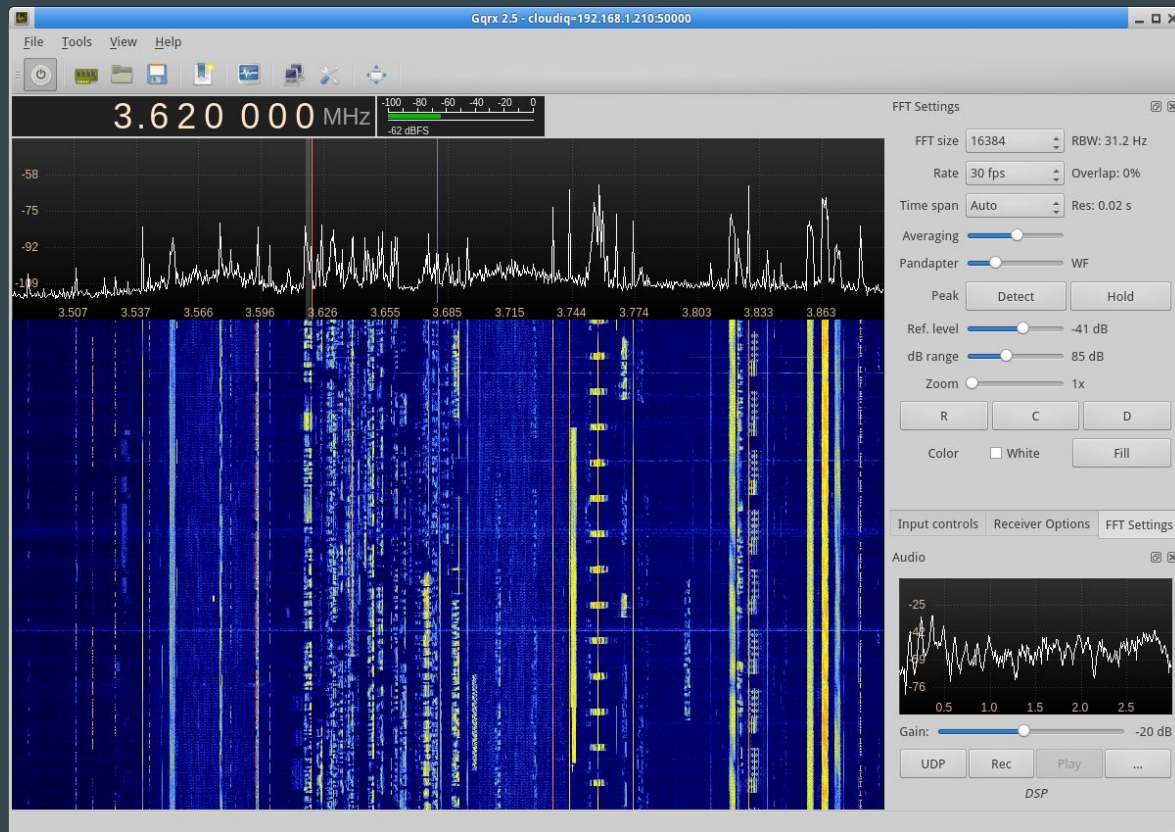 Gqrx 2.5 - cloudiq=192.168.1.210:50000
File Tools View Help
3.620 000 MHz
-100 -80 -60 -40 -20 0
-62 dBFS
-58
-75
-92
-109
3.507 3.537 3.566 3.596 3.626 3.655 3.685 3.715 3.744 3.774 3.803 3.833 3.863
FFT Settings
FFT size 16384 RBW: 31.2 Hz
Rate 30 fps Overlap: 0%
Time span Auto Res: 0.02 s
Averaging
Pandapter WF
Peak Detect Hold
Ref. level -41 dB
dB range 85 dB
Zoom 1x
R C D
Color White Fill
Input controls Receiver Options FFT Settings
Audio
-25
-42
-59
-76
0.5 1.0 1.5 2.0 2.5
Gain: -20 dB
UDP Rec Play ...
DSP